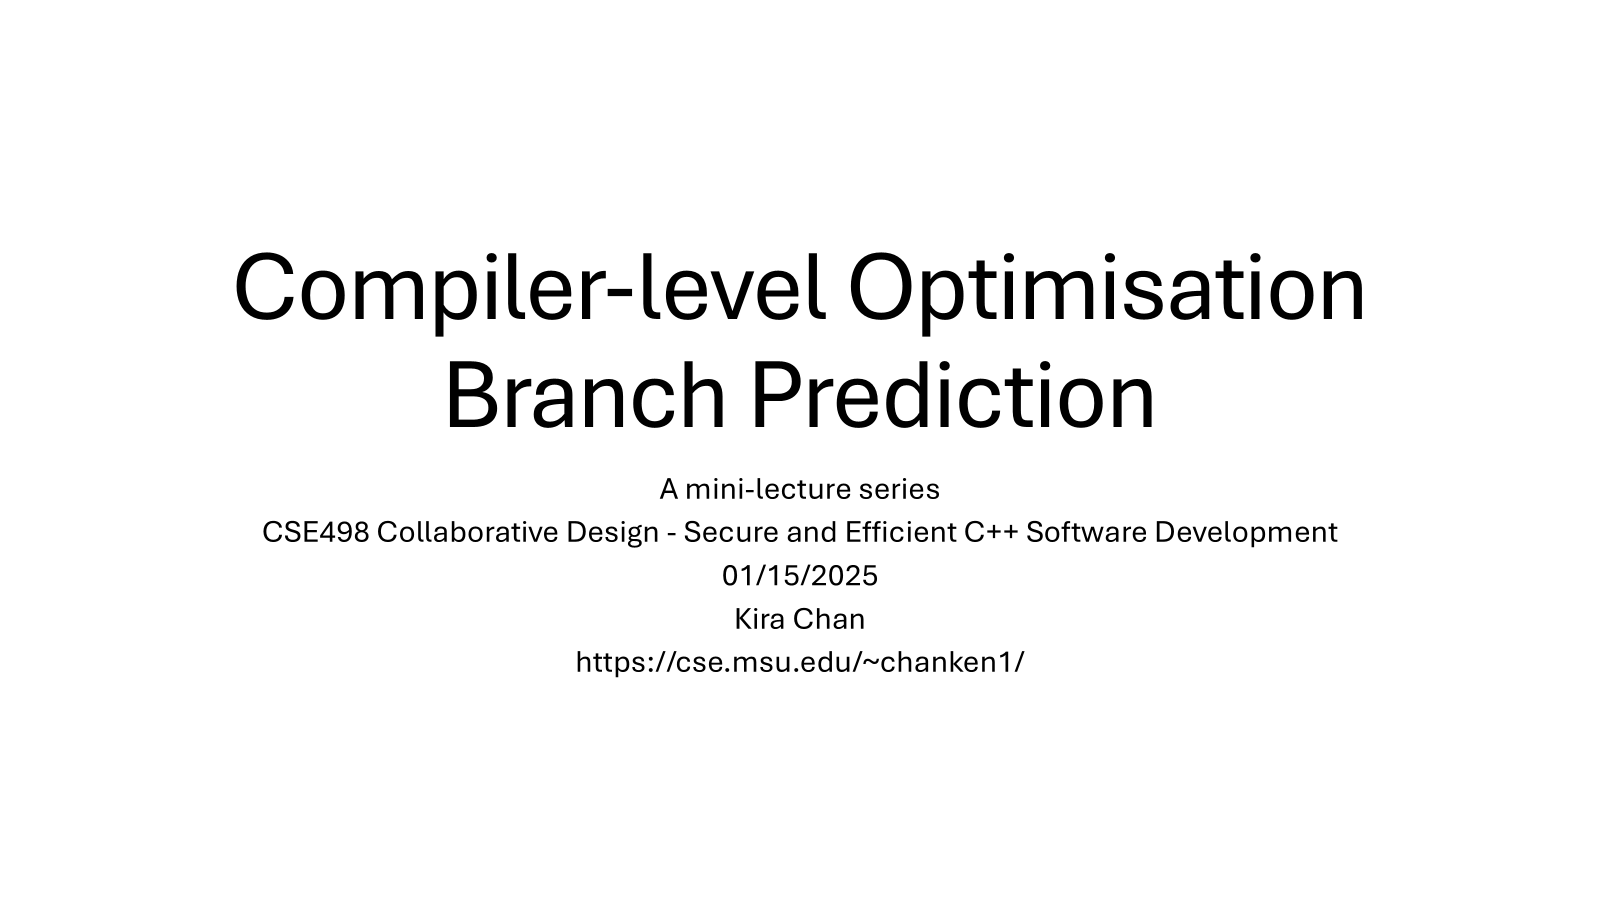 Compiler-level Optimisation
Branch Prediction
A mini-lecture series
CSE498 Collaborative Design - Secure and Efficient C++ Software Development
01/15/2025
Kira Chan
https://cse.msu.edu/~chanken1/